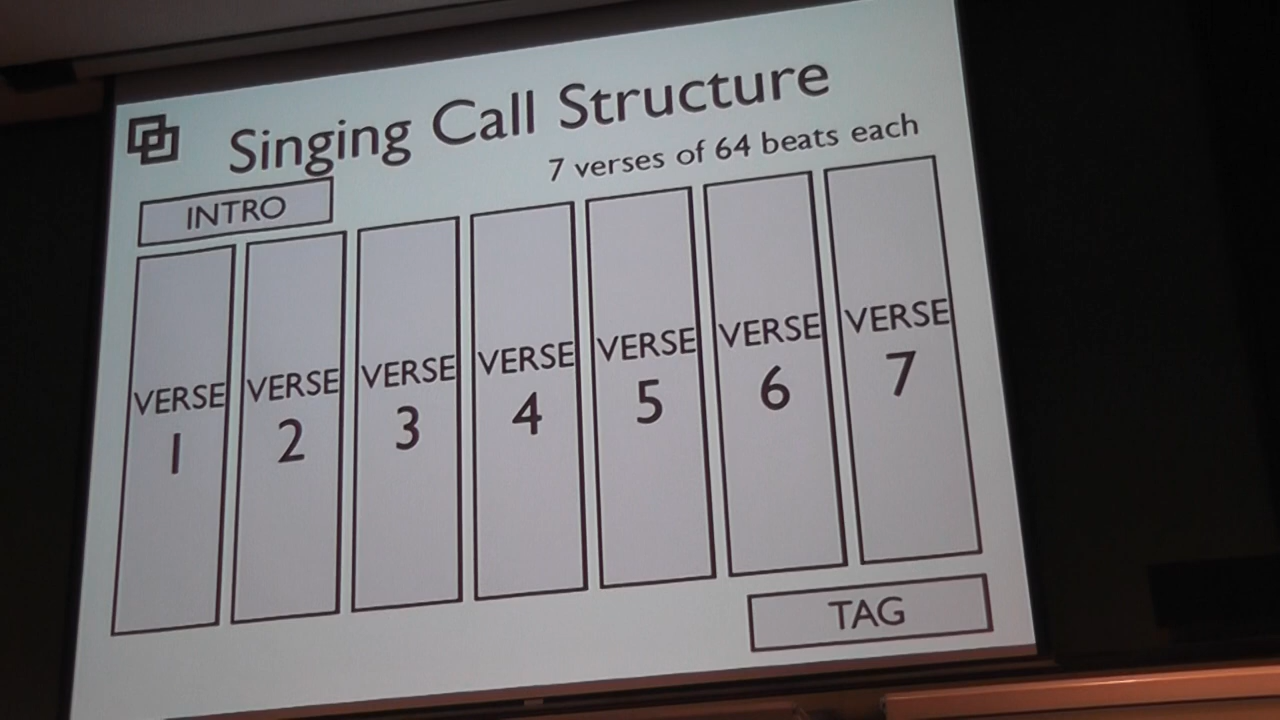 Singing Call Structure
7 verses of 64 beats each
INTRO
VERSE
1
VERSE
2
VERSE
3
VERSE
4
VERSE
5
VERSE
6
VERSE
7
TAG